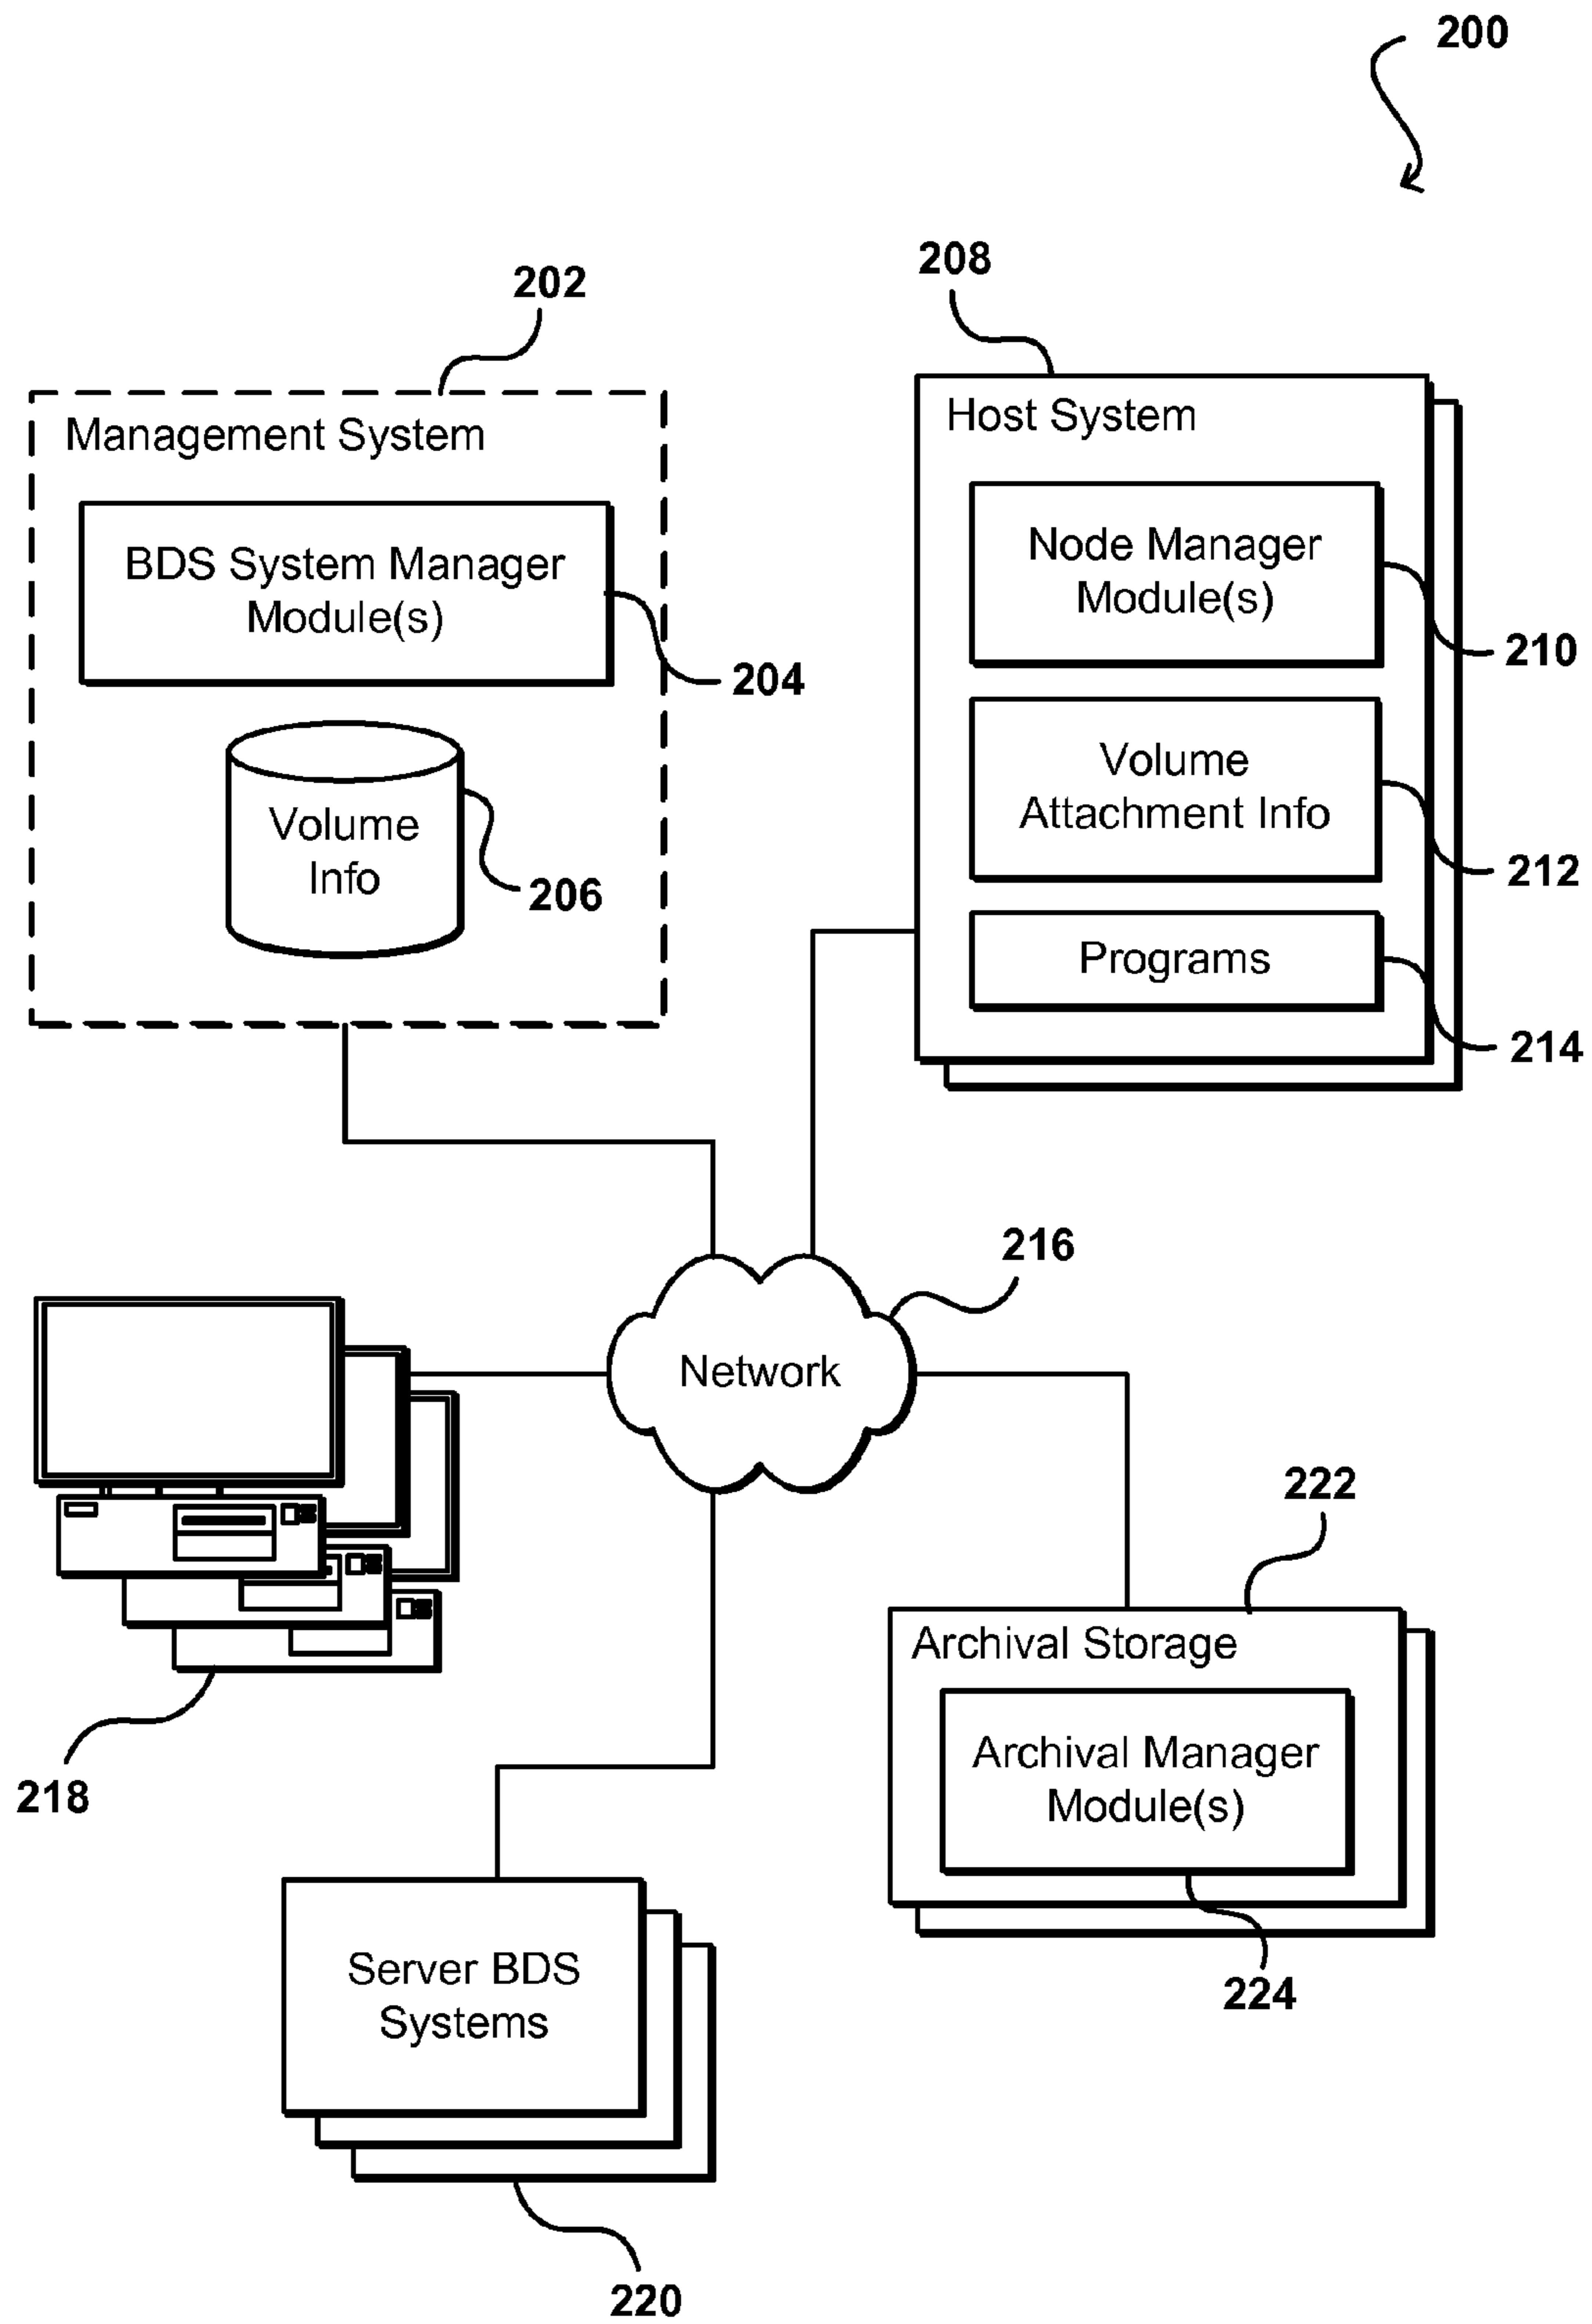 200
208
202
Host System
Management System
Node Manager
Module(s)
BDS System Manager
Module(s)
210
204
Volume
Attachment Info
Volume
Info
212
206
Programs
214
216
Network
222
Archival Storage
Archival Manager
Module(s)
218
224
Server BDS
Systems
220